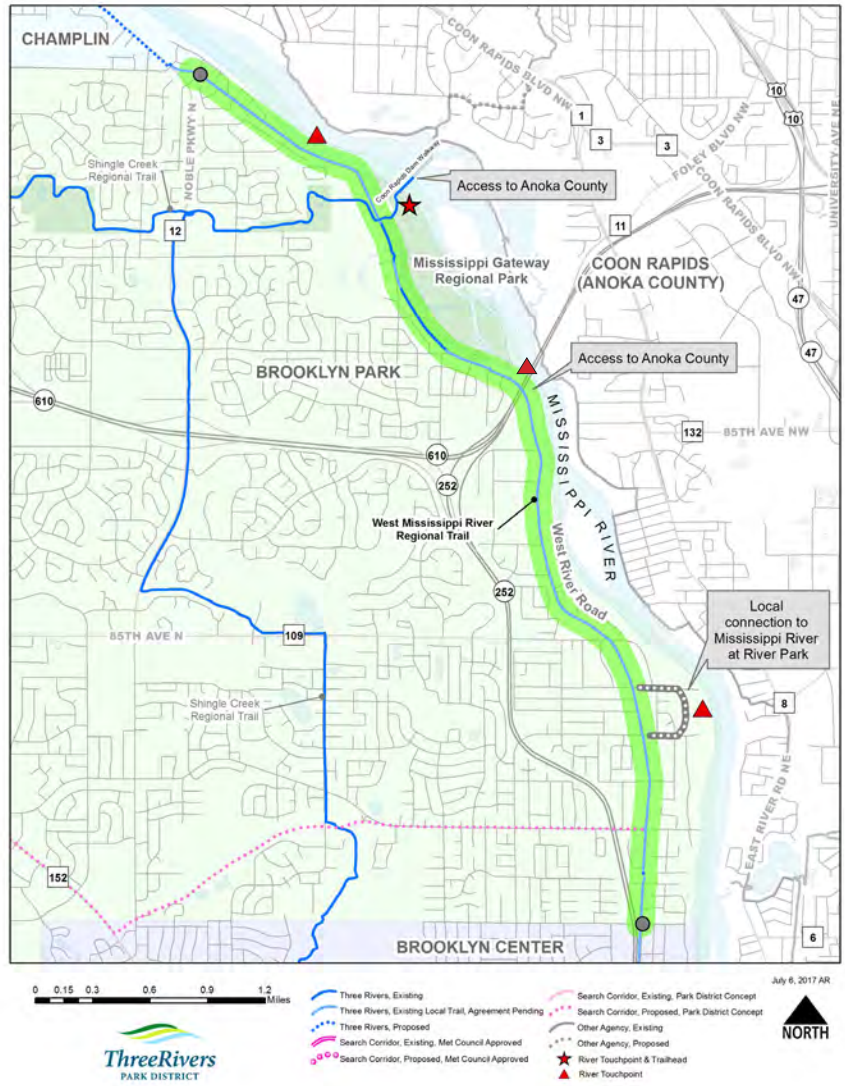 CHAMPLIN
COON RAPIDS BLVD NW
10
10
UNIVERSITY AVE NE
1
3
3
FOLEY BLVD NW
NOBLE PKWY N
Shingle Creek
Regional Trail
Coon Rapids Dam Walkway
Access to Anoka County
COON RAPIDS BLVD NW
12
11
Mississippi Gateway
Regional Park
COON RAPIDS
(ANOKA COUNTY)
47
47
BROOKLYN PARK
Access to Anoka County
610
MISSISSIPPI RIVER
132
85TH AVE NW
610
252
West Mississippi River
Regional Trail
West River Road
252
Local
connection to
Mississippi River
at River Park
85TH AVE N
109
Shingle Creek
Regional Trail
8
EAST RIVER RD NE
152
BROOKLYN CENTER
6
July 6, 2017 AR
0 0.15 0.3 0.6 0.9 1.2
Miles
Three Rivers, Existing
Three Rivers, Existing Local Trail, Agreement Pending
Three Rivers, Proposed
Search Corridor, Existing, Met Council Approved
Search Corridor, Proposed, Met Council Approved
Search Corridor, Existing, Park District Concept
Search Corridor, Proposed, Park District Concept
Other Agency, Existing
Other Agency, Proposed
River Touchpoint & Trailhead
River Touchpoint
NORTH
ThreeRivers
PARK DISTRICT